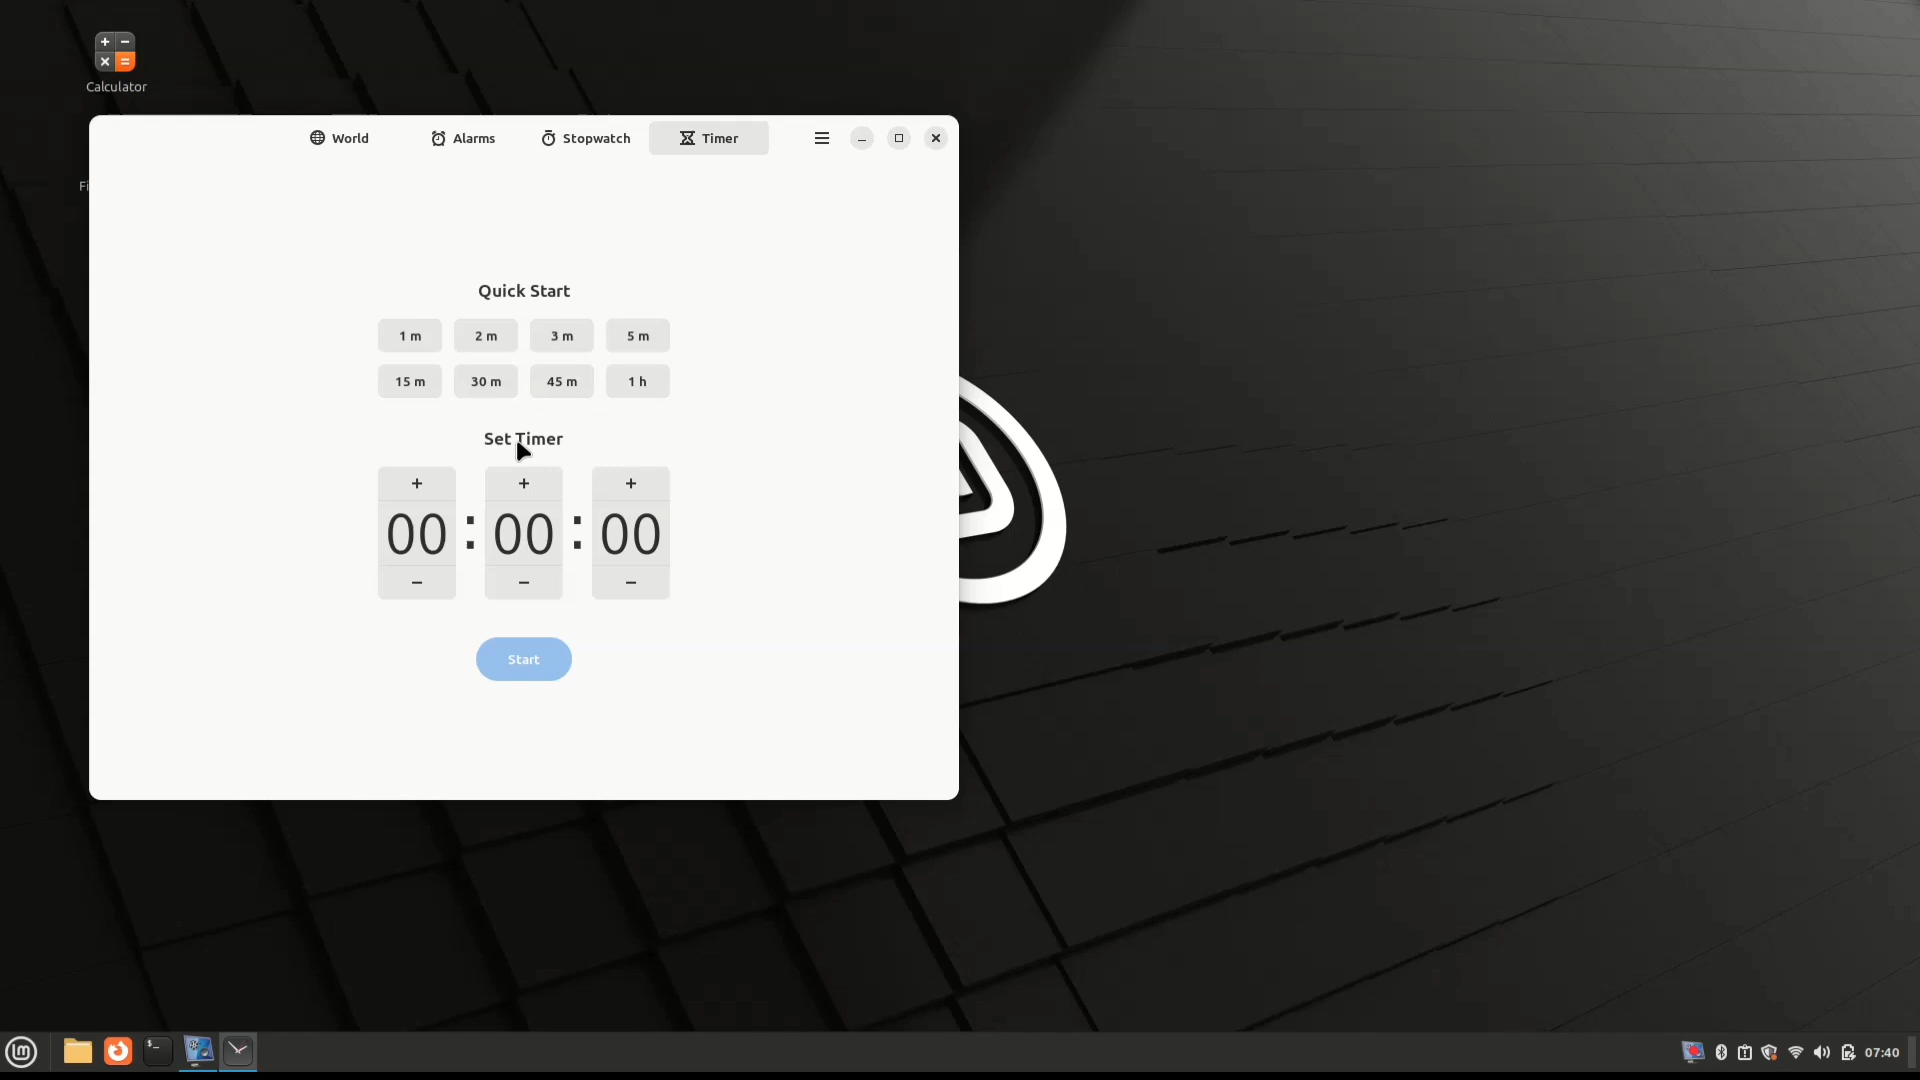 Calculator
World Alarms Stopwatch Timer
Fi
Quick Start
1 m 2 m 3 m 5 m
15 m 30 m 45 m 1 h
Set Timer
+ + +
00 : 00 : 00
− − −
Start
07:40